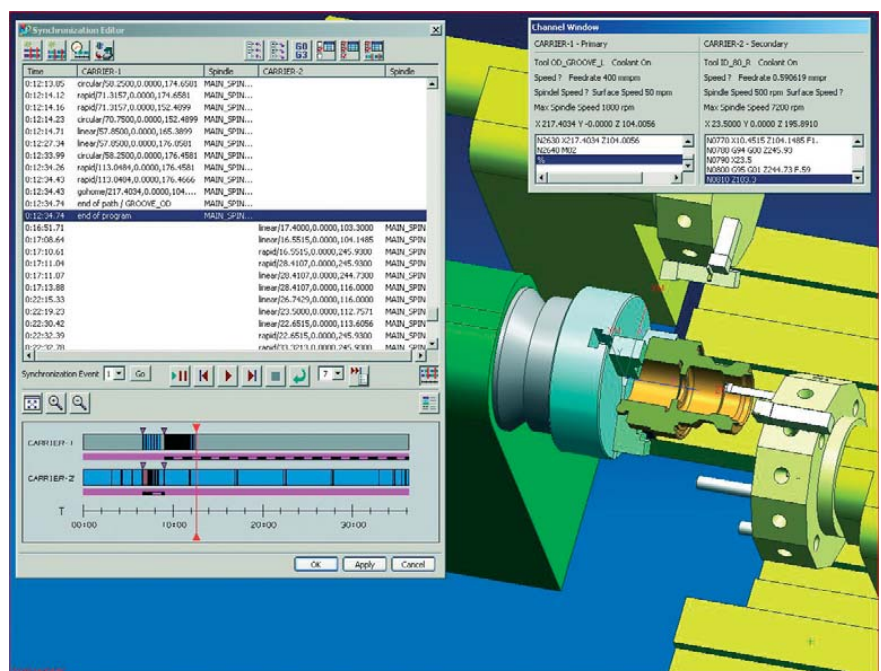 Synchronization Editor
Time CARRIER-1 Spindle CARRIER-2 Spindle
0:12:13.85 circular/58.2500,0.0000,174.6581 MAIN_SPIN...
0:12:14.12 rapid/71.3157,0.0000,174.6581 MAIN_SPIN...
0:12:14.16 rapid/71.3157,0.0000,152.4899 MAIN_SPIN...
0:12:14.23 circular/70.7500,0.0000,152.4899 MAIN_SPIN...
0:12:14.71 linear/57.8500,0.0000,165.3899 MAIN_SPIN...
0:12:27.34 linear/57.8500,0.0000,176.0581 MAIN_SPIN...
0:12:33.99 circular/58.2500,0.0000,176.4581 MAIN_SPIN...
0:12:34.26 rapid/113.0484,0.0000,176.4581 MAIN_SPIN...
0:12:34.43 rapid/113.0484,0.0000,176.4666 MAIN_SPIN...
0:12:34.43 gohome/217.4034,0.0000,104.... MAIN_SPIN...
0:12:34.74 end of path / GROOVE_OD MAIN_SPIN...
0:12:34.74 end of program MAIN_SPIN...
0:16:51.71 linear/17.4000,0.0000,103.3000 MAIN_SPIN
0:17:08.64 linear/16.5515,0.0000,104.1485 MAIN_SPIN
0:17:10.61 rapid/16.5515,0.0000,245.9300 MAIN_SPIN
0:17:11.04 rapid/28.4107,0.0000,245.9300 MAIN_SPIN
0:17:11.07 linear/28.4107,0.0000,244.7300 MAIN_SPIN
0:17:13.88 linear/28.4107,0.0000,116.0000 MAIN_SPIN
0:22:15.33 linear/26.7429,0.0000,116.0000 MAIN_SPIN
0:22:19.23 linear/23.5000,0.0000,112.7571 MAIN_SPIN
0:22:30.42 linear/22.6515,0.0000,113.6056 MAIN_SPIN
0:22:32.39 rapid/22.6515,0.0000,245.9300 MAIN_SPIN
0:22:32.78 rapid/33.3213,0.0000,245.9300 MAIN_SPIN
Synchronization Event 1 Go 7
CARRIER-1
CARRIER-2
T
00:00 10:00 20:00 30:00
OK Apply Cancel
Channel Window
CARRIER-1 - Primary
Tool OD_GROOVE_L Coolant On
Speed ? Feedrate 400 mmpm
Spindel Speed ? Surface Speed 50 mpm
Max Spindle Speed 1000 rpm
X 217.4034 Y -0.0000 Z 104.0056
N2630 X217.4034 Z104.0056
N2640 M02
%
CARRIER-2 - Secondary
Tool ID_80_R Coolant On
Speed ? Feedrate 0.590619 mmpr
Spindle Speed 500 rpm Surface Speed ?
Max Spindle Speed 7200 rpm
X 23.5000 Y 0.0000 Z 195.8910
N0770 X10.4515 Z104.1485 F1.
N0780 G94 G00 Z245.93
N0790 X23.5
N0800 G95 G01 Z244.73 F.59
N0810 Z103.3